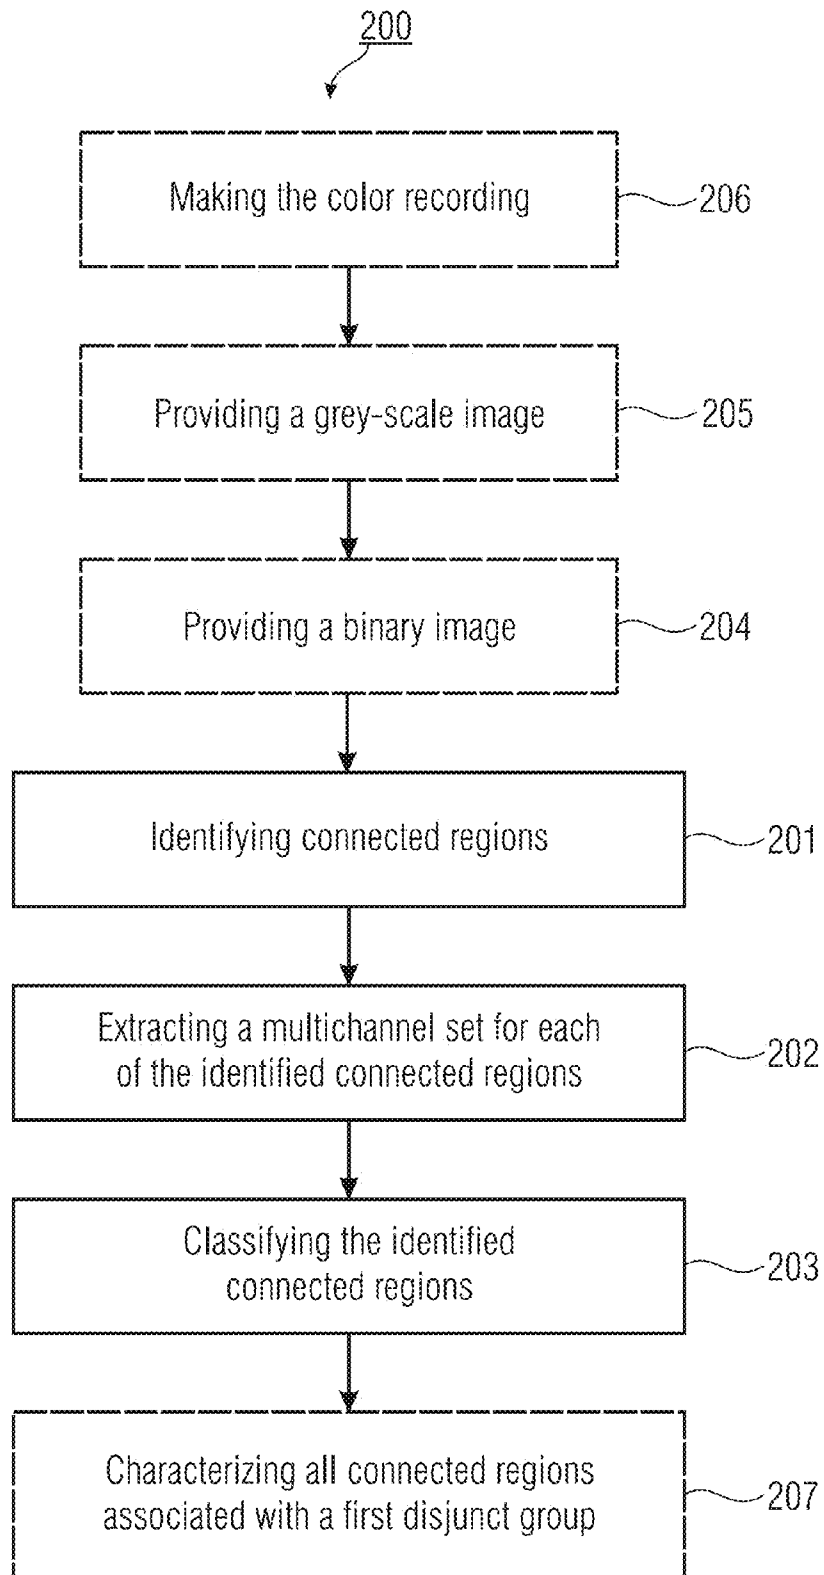 200
Making the color recording
206
Providing a grey-scale image
205
Providing a binary image
204
Identifying connected regions
201
Extracting a multichannel set for each
of the identified connected regions
202
Classifying the identified
connected regions
203
Characterizing all connected regions
associated with a first disjunct group
207